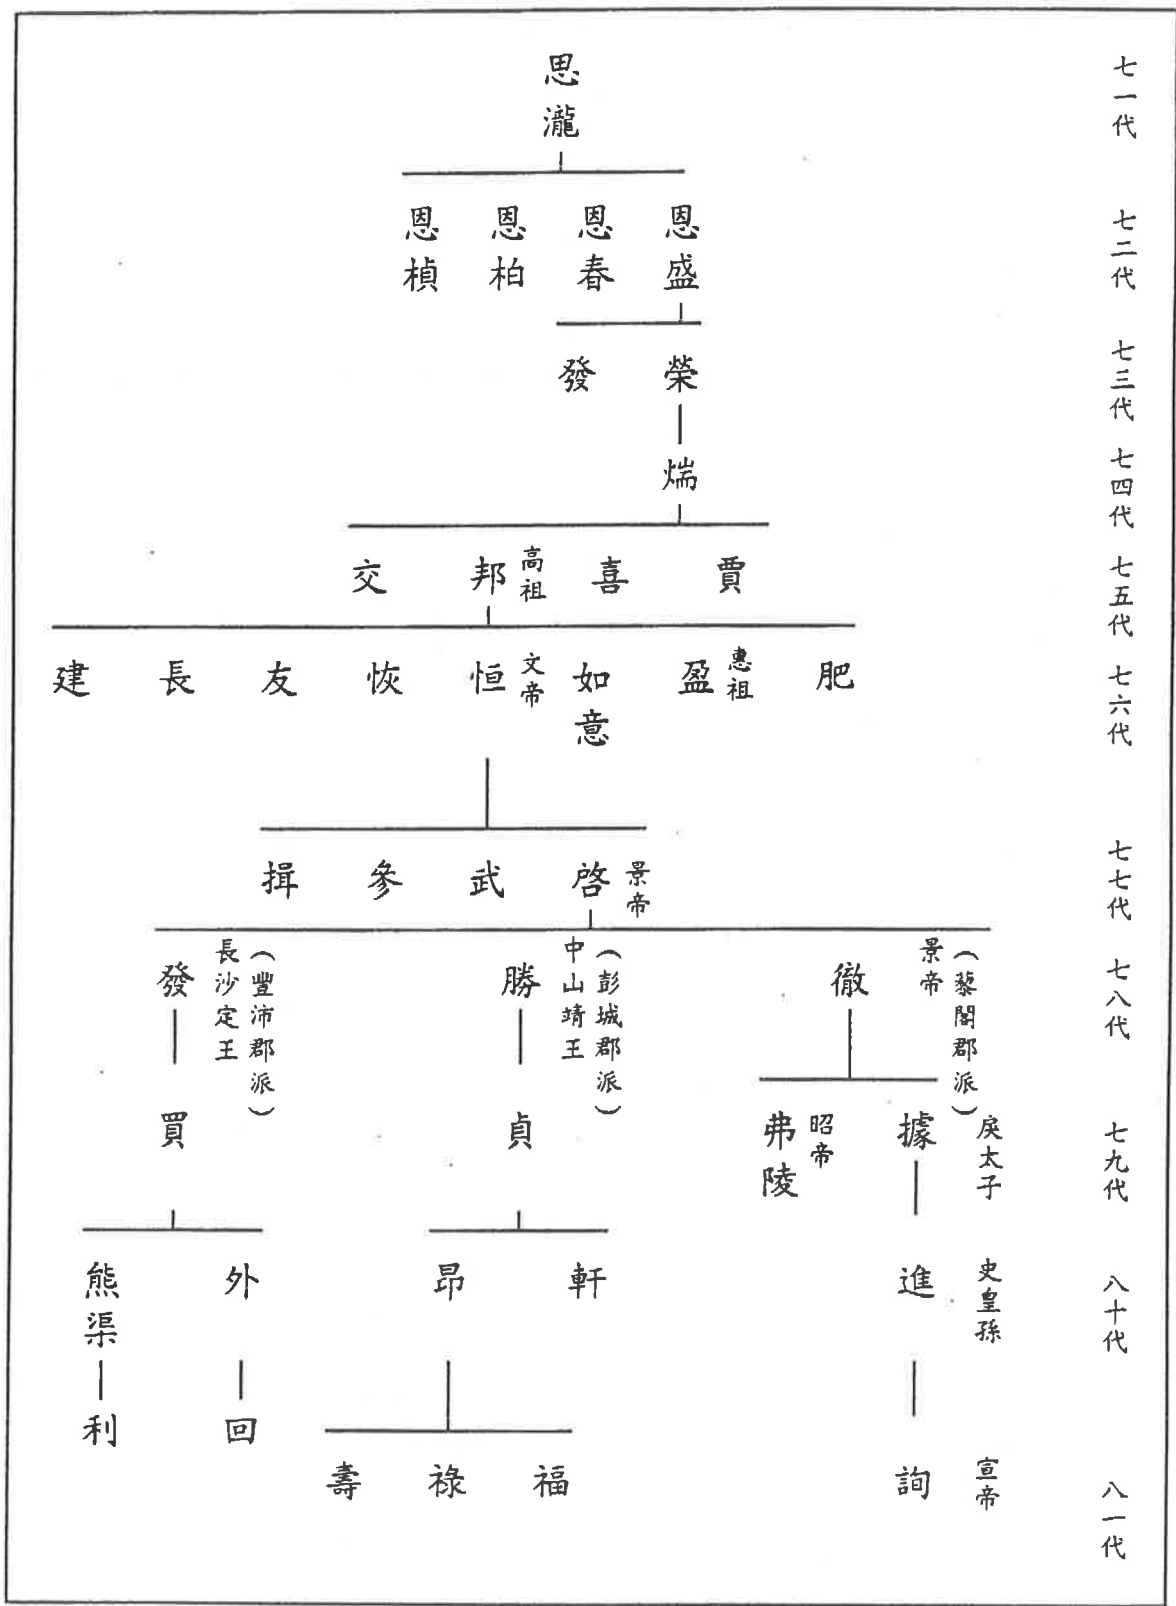 七一代
思瀧
七二代
恩盛
恩春
恩柏
恩楨
七三代
榮
發
七四代
煓
七五代
賈
喜
高祖
邦
交
七六代
肥
惠祖
盈
如意
文帝
恒
恢
友
長
建
七七代
景帝
啓
武
參
揖
七八代
(藜閣郡派)
景帝
徹
(彭城郡派)
中山靖王
勝
(豐沛郡派)
長沙定王
發
七九代
戾太子
據
昭帝
弗陵
貞
買
八十代
史皇孫
進
軒
昂
外
熊渠
八一代
宣帝
詢
福
祿
壽
回
利